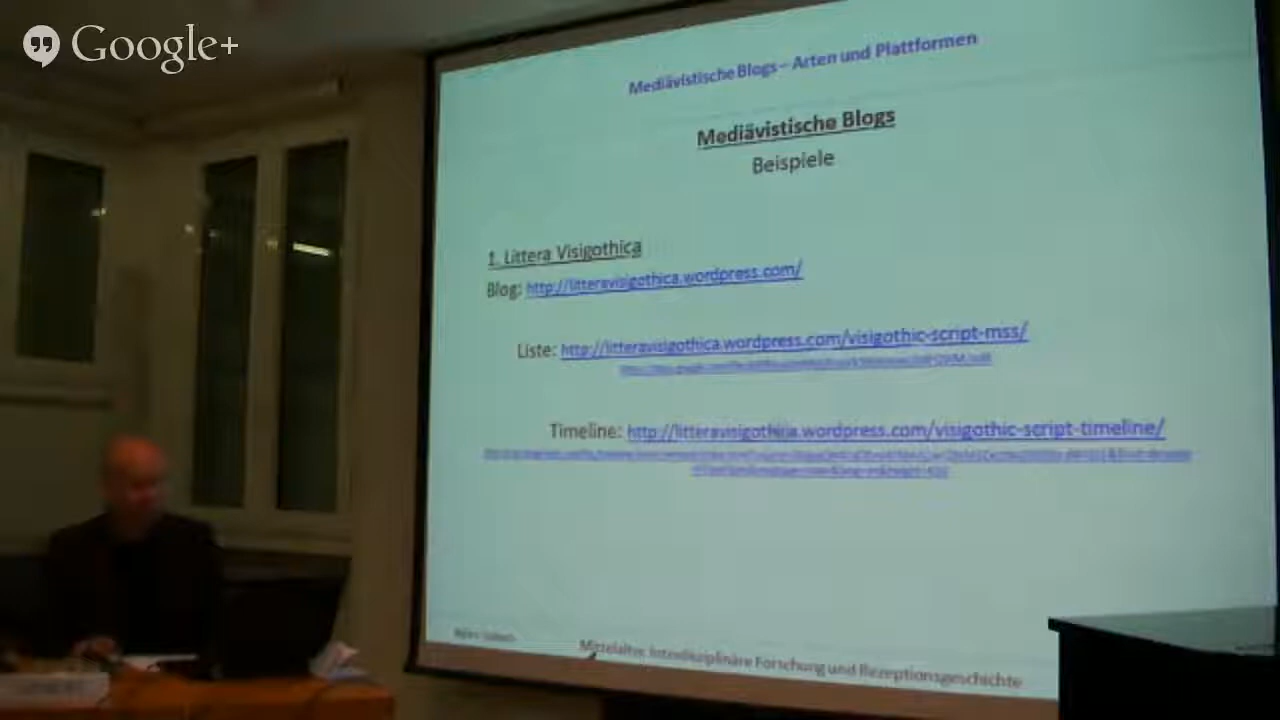 Google+
Mediävistische Blogs – Arten und Plattformen
Mediävistische Blogs
Beispiele
1. Littera Visigothica
Blog: http://litteravisigothica.wordpress.com/
Liste: http://litteravisigothica.wordpress.com/visigothic-script-mss/
Timeline: http://litteravisigothica.wordpress.com/visigothic-script-timeline/
Mittelalter. Interdisziplinäre Forschung und Rezeptionsgeschichte